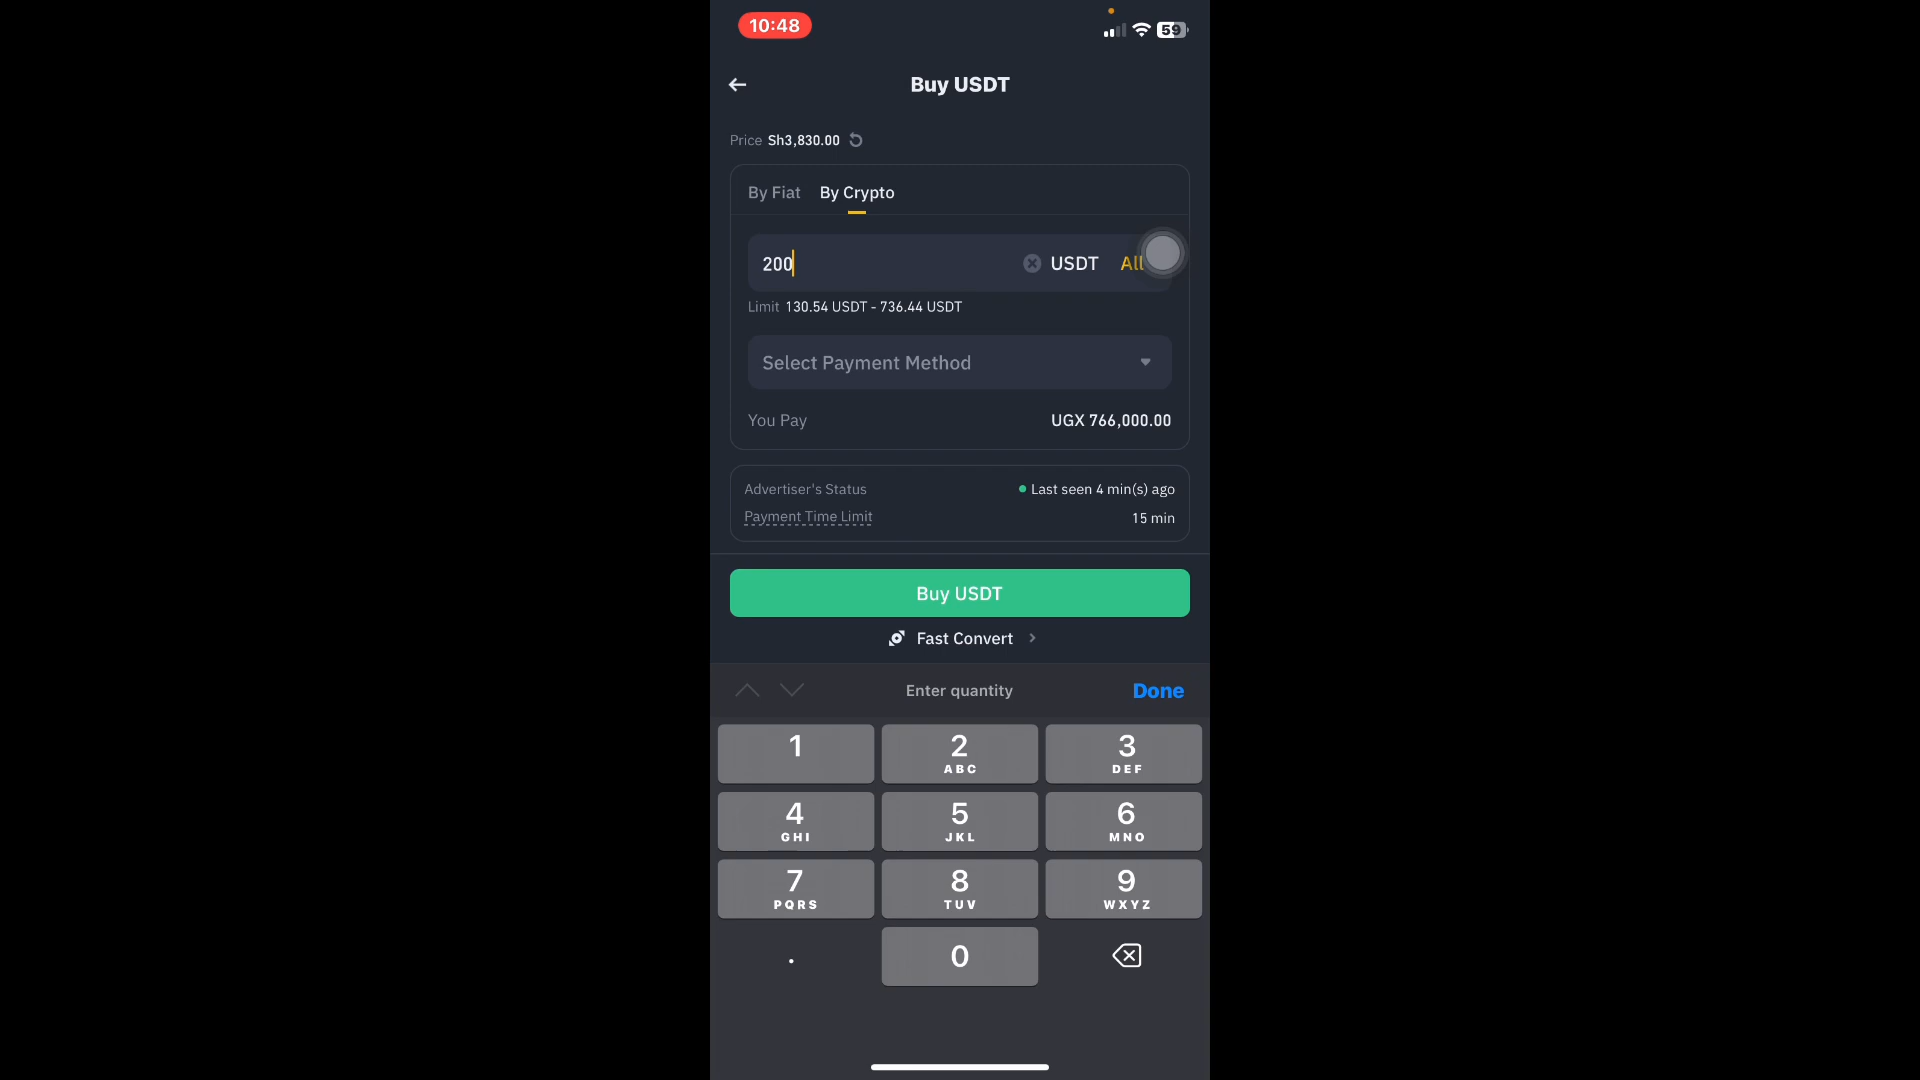 10:48
59
Buy USDT
Price Sh3,830.00
By Fiat By Crypto
200 USDT All
Limit 130.54 USDT - 736.44 USDT
Select Payment Method
You Pay UGX 766,000.00
Advertiser's Status Last seen 4 min(s) ago
Payment Time Limit 15 min
Buy USDT
Fast Convert
Enter quantity Done
1 2 3
ABC DEF
4 5 6
GHI JKL MNO
7 8 9
PQRS TUV WXYZ
. 0